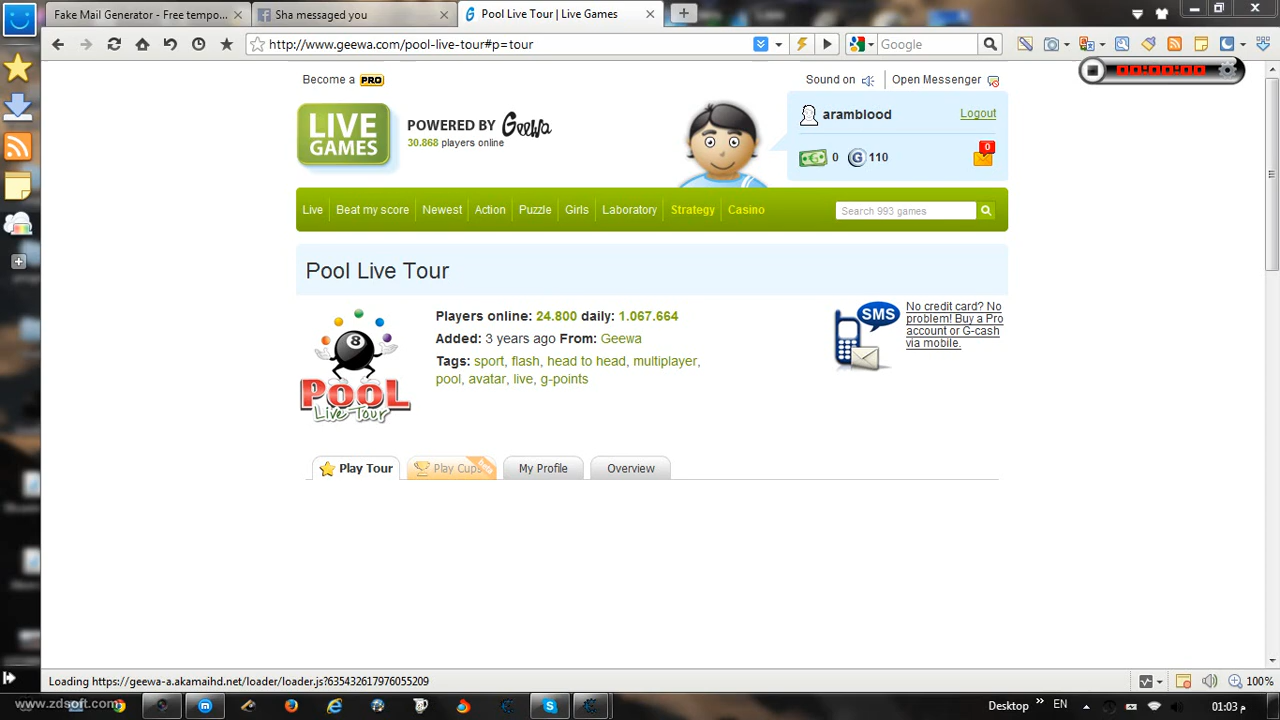 Fake Mail Generator - Free tempo...
Sha messaged you
Pool Live Tour | Live Games
http://www.geewa.com/pool-live-tour#p=tour
Google
00:00:00
Become a PRO
Sound on
Open Messenger
LIVE GAMES
POWERED BY Geewa
30.868 players online
aramblood
Logout
0
110
0
Live
Beat my score
Newest
Action
Puzzle
Girls
Laboratory
Strategy
Casino
Search 993 games
Pool Live Tour
Players online: 24.800 daily: 1.067.664
Added: 3 years ago From: Geewa
Tags: sport, flash, head to head, multiplayer,
pool, avatar, live, g-points
8
POOL
Live Tour
SMS
No credit card? No
problem! Buy a Pro
account or G-cash
via mobile.
Play Tour
Play Cups
My Profile
Overview
Loading https://geewa-a.akamaihd.net/loader/loader.js?635432617976055209
100%
www.zdsoft.com
Desktop
EN
01:03 م